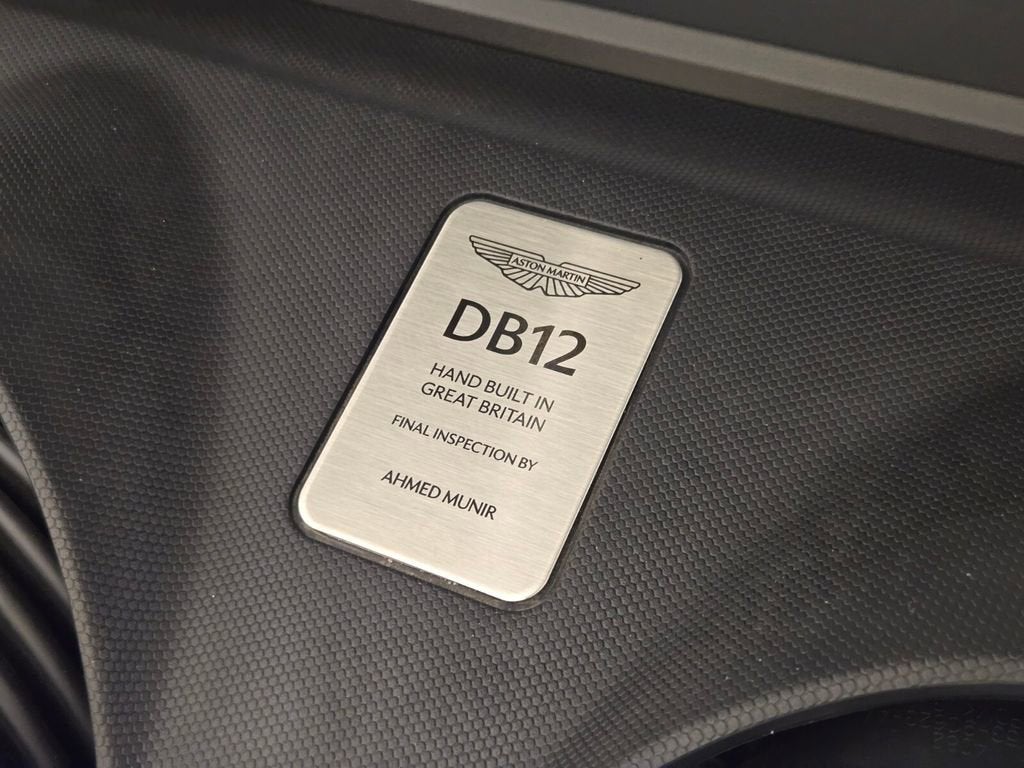 ASTON MARTIN
DB12
HAND BUILT IN
GREAT BRITAIN
FINAL INSPECTION BY
AHMED MUNIR